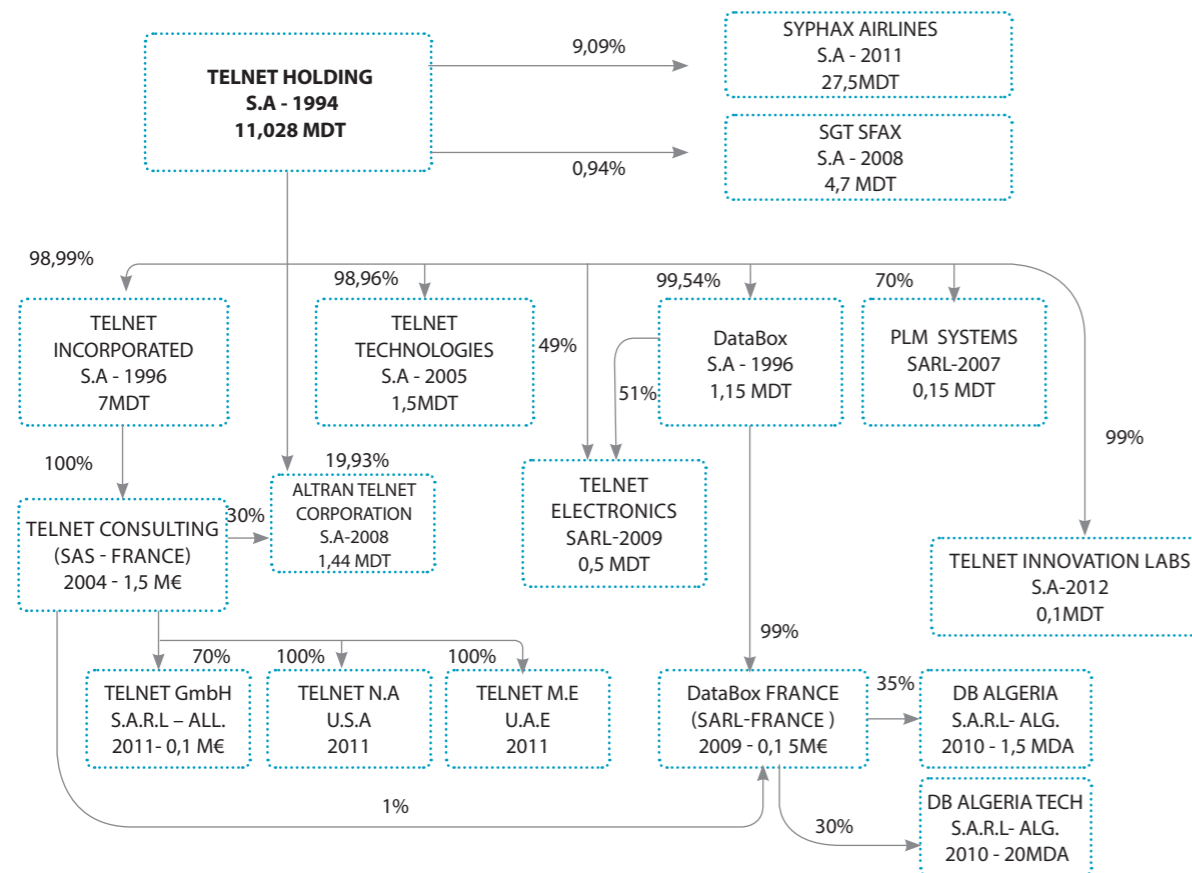 TELNET HOLDING
S.A - 1994
11,028 MDT
9,09%
SYPHAX AIRLINES
S.A - 2011
27,5MDT
0,94%
SGT SFAX
S.A - 2008
4,7 MDT
98,99%
TELNET
INCORPORATED
S.A - 1996
7MDT
98,96%
TELNET
TECHNOLOGIES
S.A - 2005
1,5MDT
49%
99,54%
DataBox
S.A - 1996
1,15 MDT
51%
70%
PLM SYSTEMS
SARL-2007
0,15 MDT
99%
100%
TELNET CONSULTING
(SAS - FRANCE)
2004 - 1,5 M€
30%
19,93%
ALTRAN TELNET
CORPORATION
S.A-2008
1,44 MDT
TELNET
ELECTRONICS
SARL-2009
0,5 MDT
TELNET INNOVATION LABS
S.A-2012
0,1MDT
99%
70%
TELNET GmbH
S.A.R.L – ALL.
2011- 0,1 M€
100%
TELNET N.A
U.S.A
2011
100%
TELNET M.E
U.A.E
2011
DataBox FRANCE
(SARL-FRANCE )
2009 - 0,1 5M€
35%
DB ALGERIA
S.A.R.L- ALG.
2010 - 1,5 MDA
1%
30%
DB ALGERIA TECH
S.A.R.L- ALG.
2010 - 20MDA